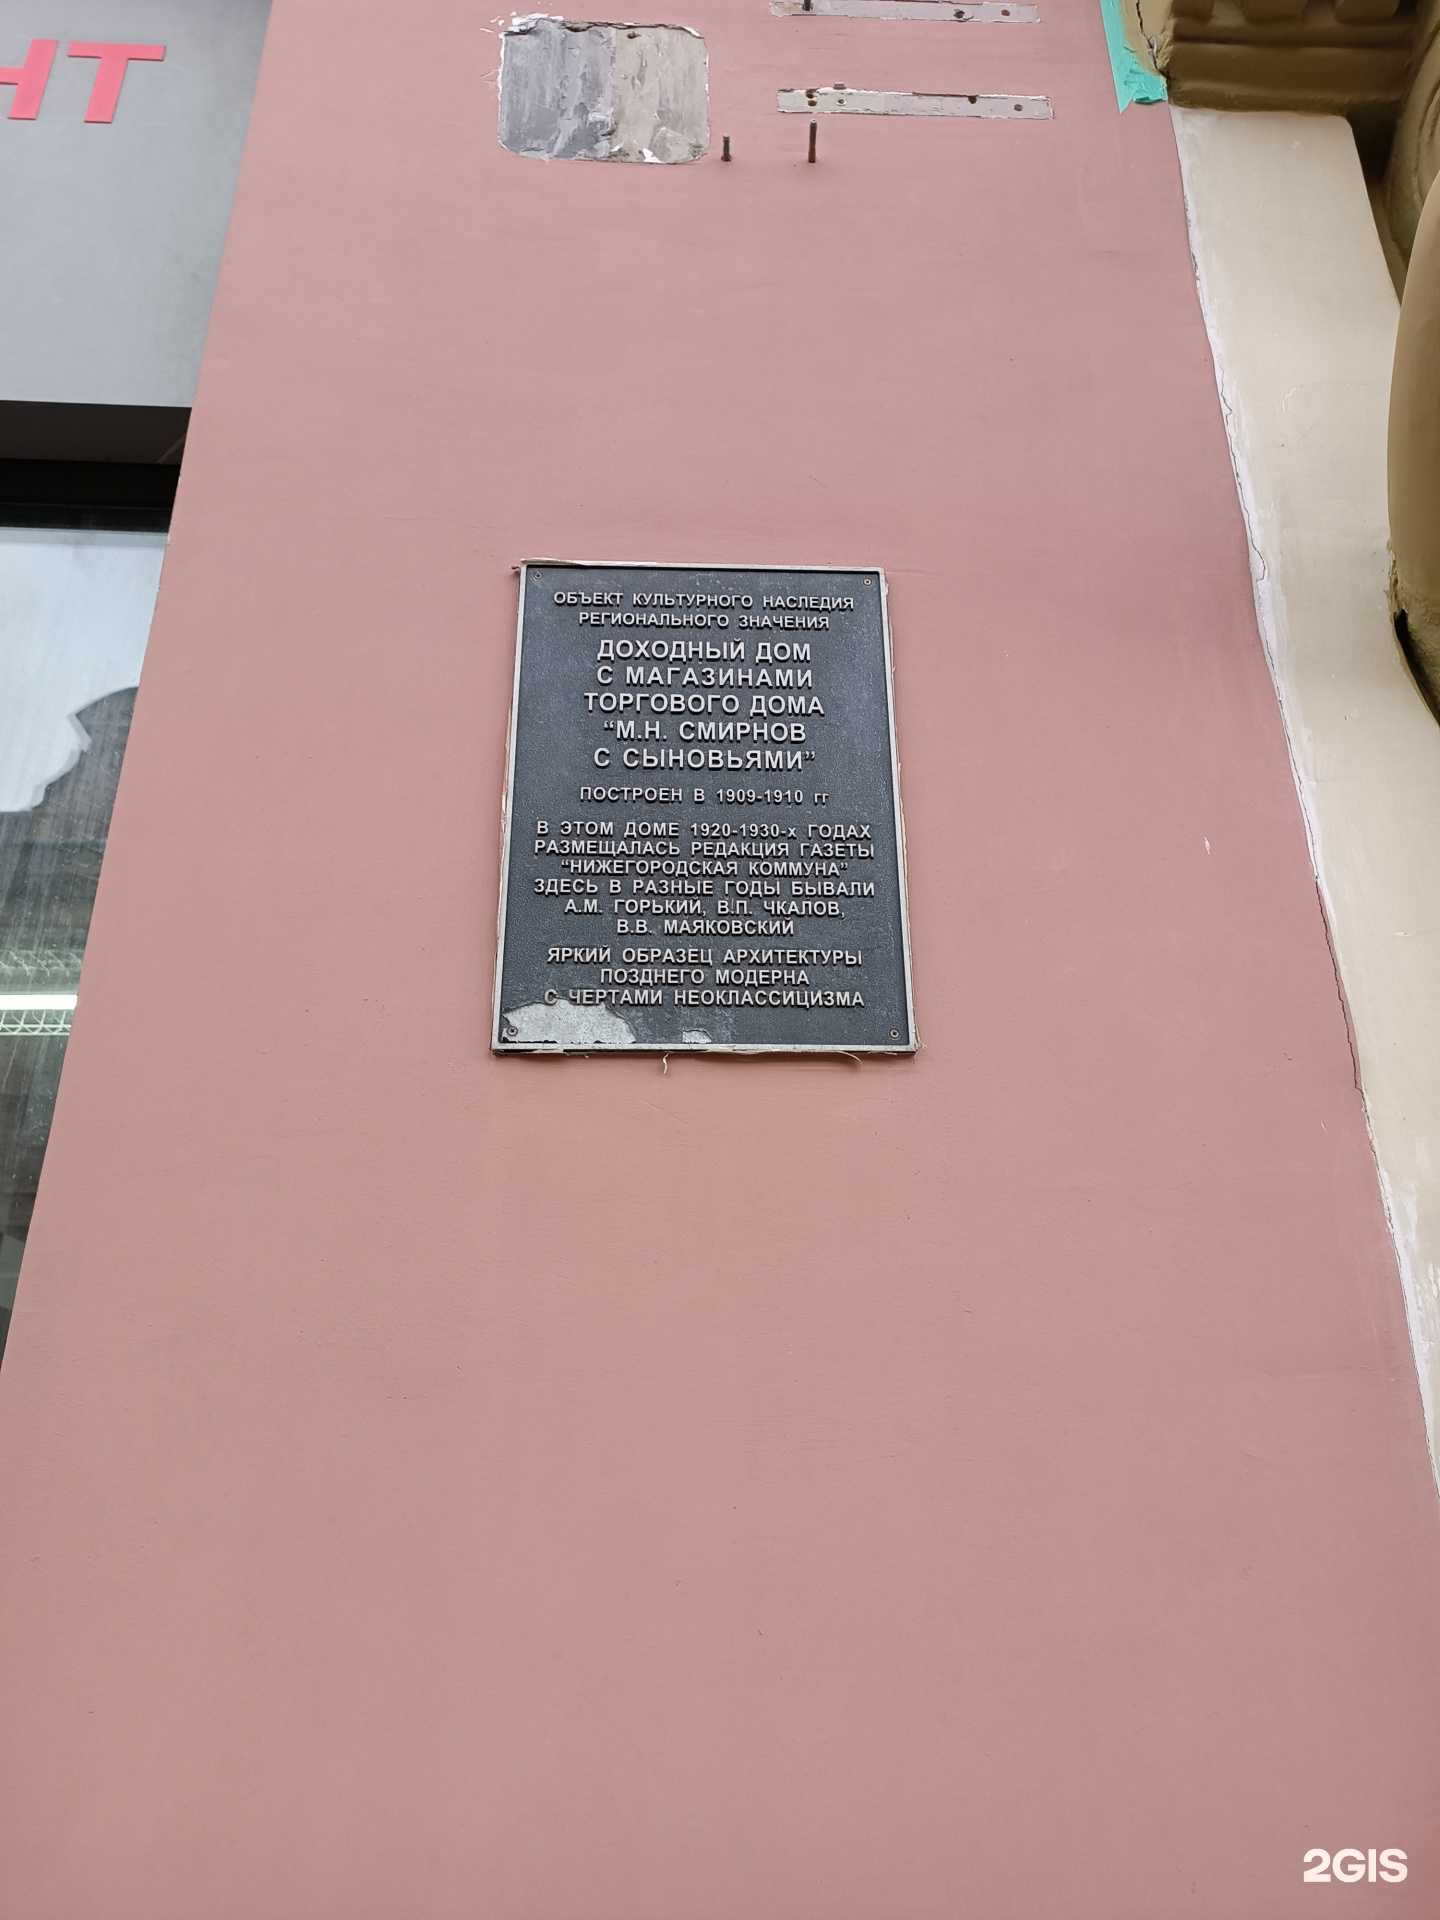 НТ
ОБЪЕКТ КУЛЬТУРНОГО НАСЛЕДИЯ
РЕГИОНАЛЬНОГО ЗНАЧЕНИЯ
ДОХОДНЫЙ ДОМ
С МАГАЗИНАМИ
ТОРГОВОГО ДОМА
“М.Н. СМИРНОВ
С СЫНОВЬЯМИ”
ПОСТРОЕН В 1909-1910 гг
В ЭТОМ ДОМЕ 1920-1930-х ГОДАХ
РАЗМЕЩАЛАСЬ РЕДАКЦИЯ ГАЗЕТЫ
“НИЖЕГОРОДСКАЯ КОММУНА”
ЗДЕСЬ В РАЗНЫЕ ГОДЫ БЫВАЛИ
А.М. ГОРЬКИЙ, В.П. ЧКАЛОВ,
В.В. МАЯКОВСКИЙ
ЯРКИЙ ОБРАЗЕЦ АРХИТЕКТУРЫ
ПОЗДНЕГО МОДЕРНА
С ЧЕРТАМИ НЕОКЛАССИЦИЗМА
2GIS